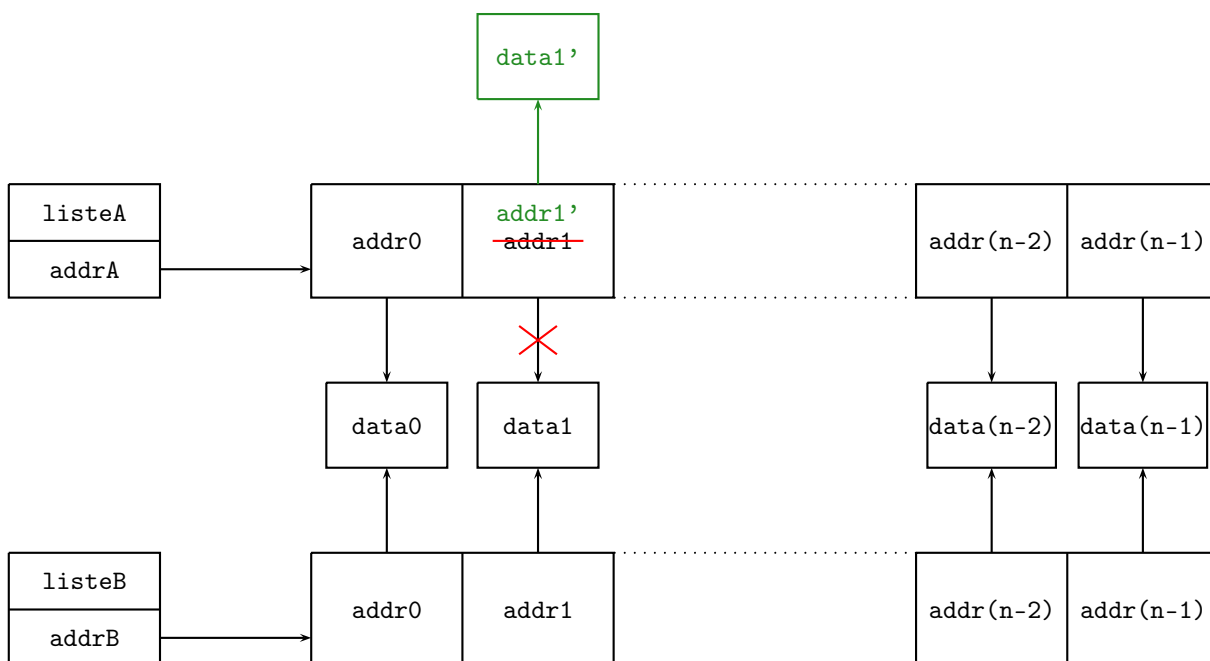 data1’
listeA
addrA
addr0
addr1’
addr1
addr(n-2)
addr(n-1)
data0
data1
data(n-2)
data(n-1)
listeB
addrB
addr0
addr1
addr(n-2)
addr(n-1)